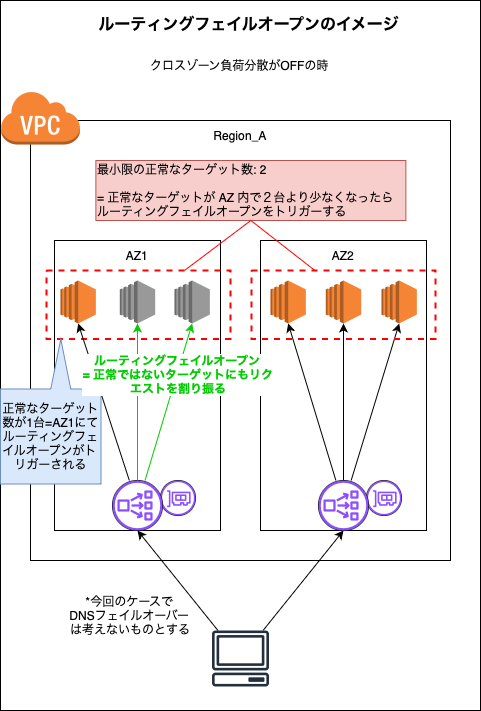 ルーティングフェイルオープンのイメージ
クロスゾーン負荷分散がOFFの時
VPC
Region_A
最小限の正常なターゲット数: 2
= 正常なターゲットが AZ 内で２台より少なくなったら
ルーティングフェイルオープンをトリガーする
AZ1
AZ2
ルーティングフェイルオープン
= 正常ではないターゲットにもリク
エストを割り振る
正常なターゲット
数が1台=AZ1にて
ルーティングフェ
イルオープンがト
リガーされる
*今回のケースで
DNSフェイルオーバー
は考えないものとする